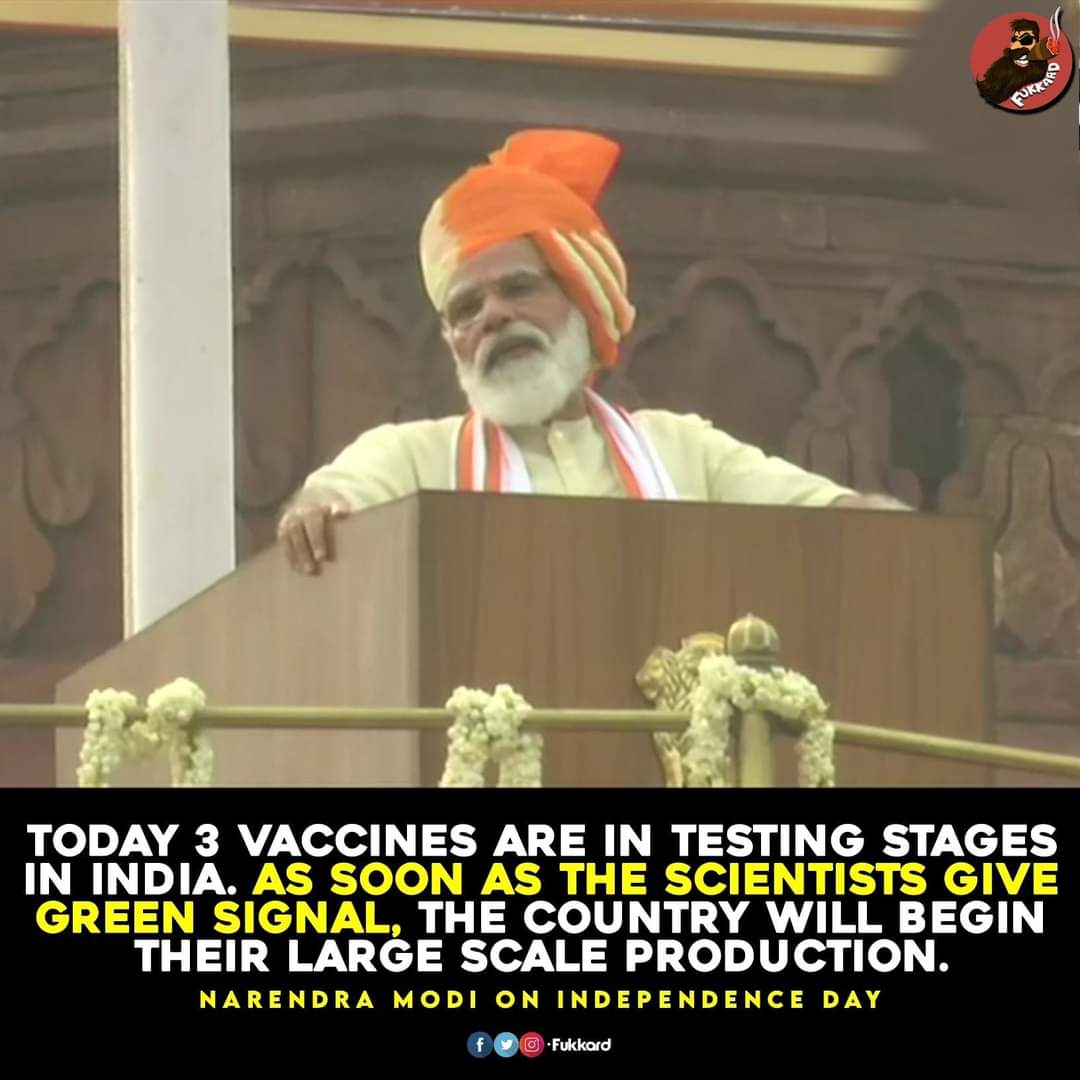 FUKKARD
TODAY 3 VACCINES ARE IN TESTING STAGES
IN INDIA. AS SOON AS THE SCIENTISTS GIVE
GREEN SIGNAL, THE COUNTRY WILL BEGIN
THEIR LARGE SCALE PRODUCTION.
NARENDRA MODI ON INDEPENDENCE DAY
f •Fukkard